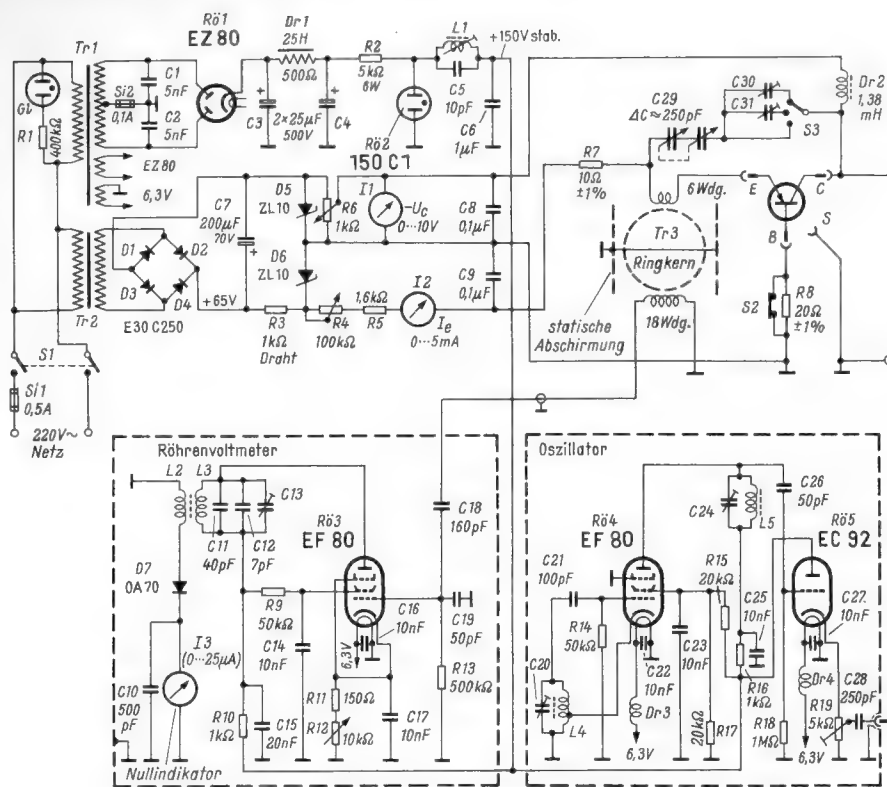 Tr1
Gl
R1
400kΩ
Si2
0,1A
C1
5nF
C2
5nF
EZ80
6,3V
Rö1
EZ 80
Dr1
25H
500Ω
C3
2×25µF
500V
C4
R2
5kΩ
6W
Rö2
150 C1
L1
C5
10pF
+150V stab.
C6
1µF
C29
ΔC≈250pF
C30
C31
S3
Dr2
1,38
mH
R7
10Ω
±1%
6Wdg.
E
C
B
S
Tr3
Ringkern
statische
Abschirmung
18Wdg.
S2
R8
20Ω
±1%
C7
200µF
70V
D5
ZL10
R6
1kΩ
I1
-Uc
0...10V
C8
0,1µF
D6
ZL10
I2
Ie
0...5mA
C9
0,1µF
D1
D2
D3
D4
+65V
Tr2
E30 C250
R3
1kΩ
Draht
R4
100kΩ
1,6kΩ
R5
S1
Si1
0,5A
220V~
Netz
Röhrenvoltmeter
L2
L3
C13
C11
40pF
C12
7pF
Rö3
EF 80
C18
160pF
D7
OA70
R9
50kΩ
C14
10nF
C16
10nF
C19
50pF
6,3V
R13
500kΩ
I3
(0...25µA)
C10
500
pF
R10
1kΩ
C15
20nF
R11
150Ω
R12
10kΩ
C17
10nF
Nullindikator
Oszillator
C24
L5
C26
50pF
Rö4
EF 80
Rö5
EC 92
C21
100pF
R15
20kΩ
R14
50kΩ
C25
10nF
C27
10nF
C20
L4
C22
10nF
Dr3
6,3V
C23
10nF
R17
20kΩ
R16
1kΩ
R18
1MΩ
Dr4
6,3V
R19
5kΩ
C28
250pF